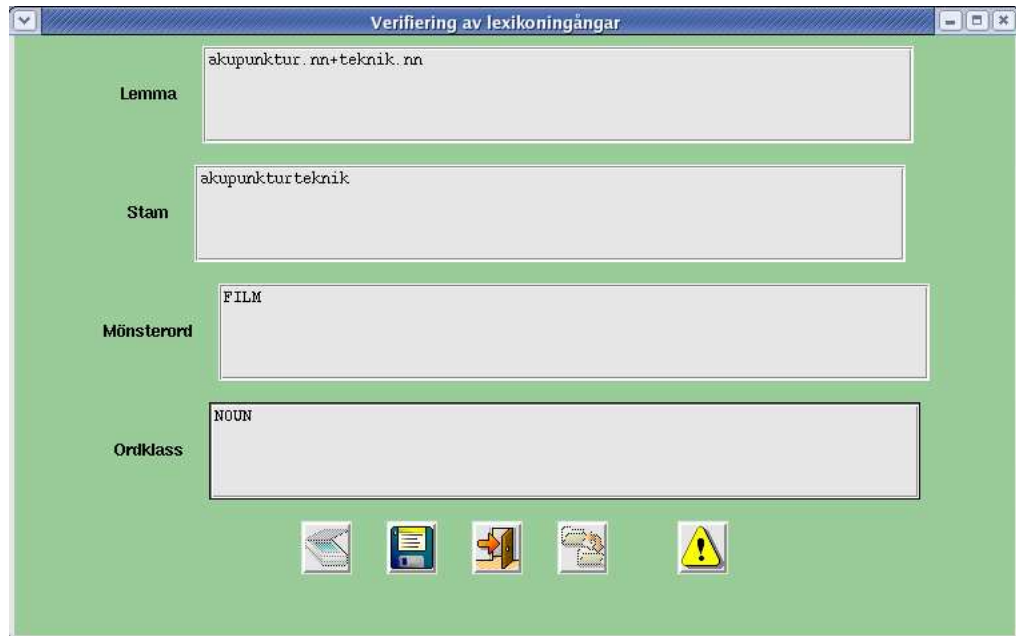 Verifiering av lexikoningångar
Lemma
akupunktur.nn+teknik.nn
Stam
akupunkturteknik
Mönsterord
FILM
Ordklass
NOUN